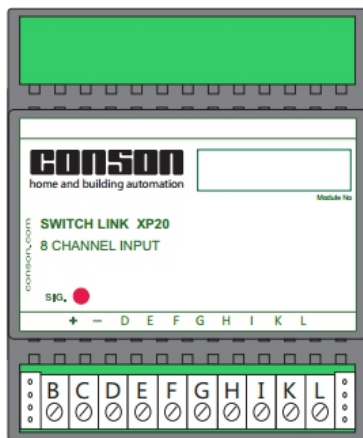 conson
home and building automation
Module No
conson.com
SWITCH LINK XP20
8 CHANNEL INPUT
SIG.
+ – D E F G H I K L
B C D E F G H I K L